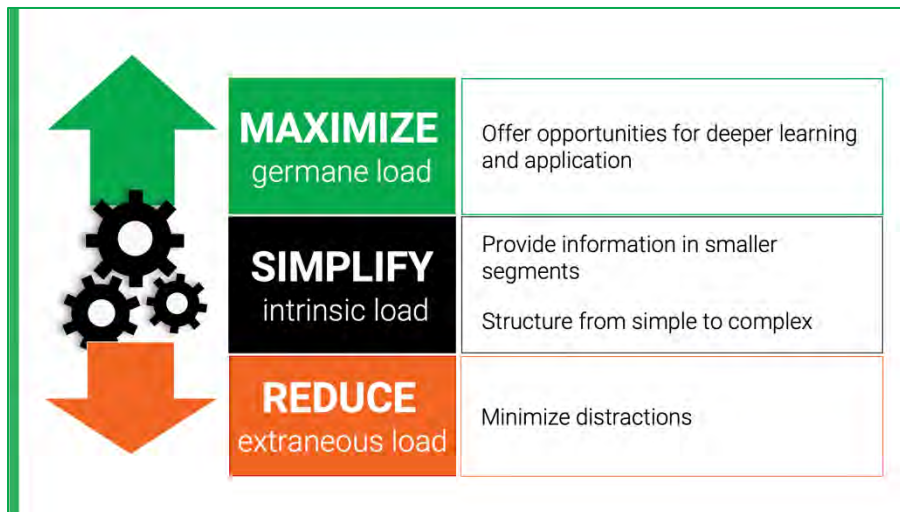 MAXIMIZE
germane load
Offer opportunities for deeper learning
and application
SIMPLIFY
intrinsic load
Provide information in smaller
segments
Structure from simple to complex
REDUCE
extraneous load
Minimize distractions